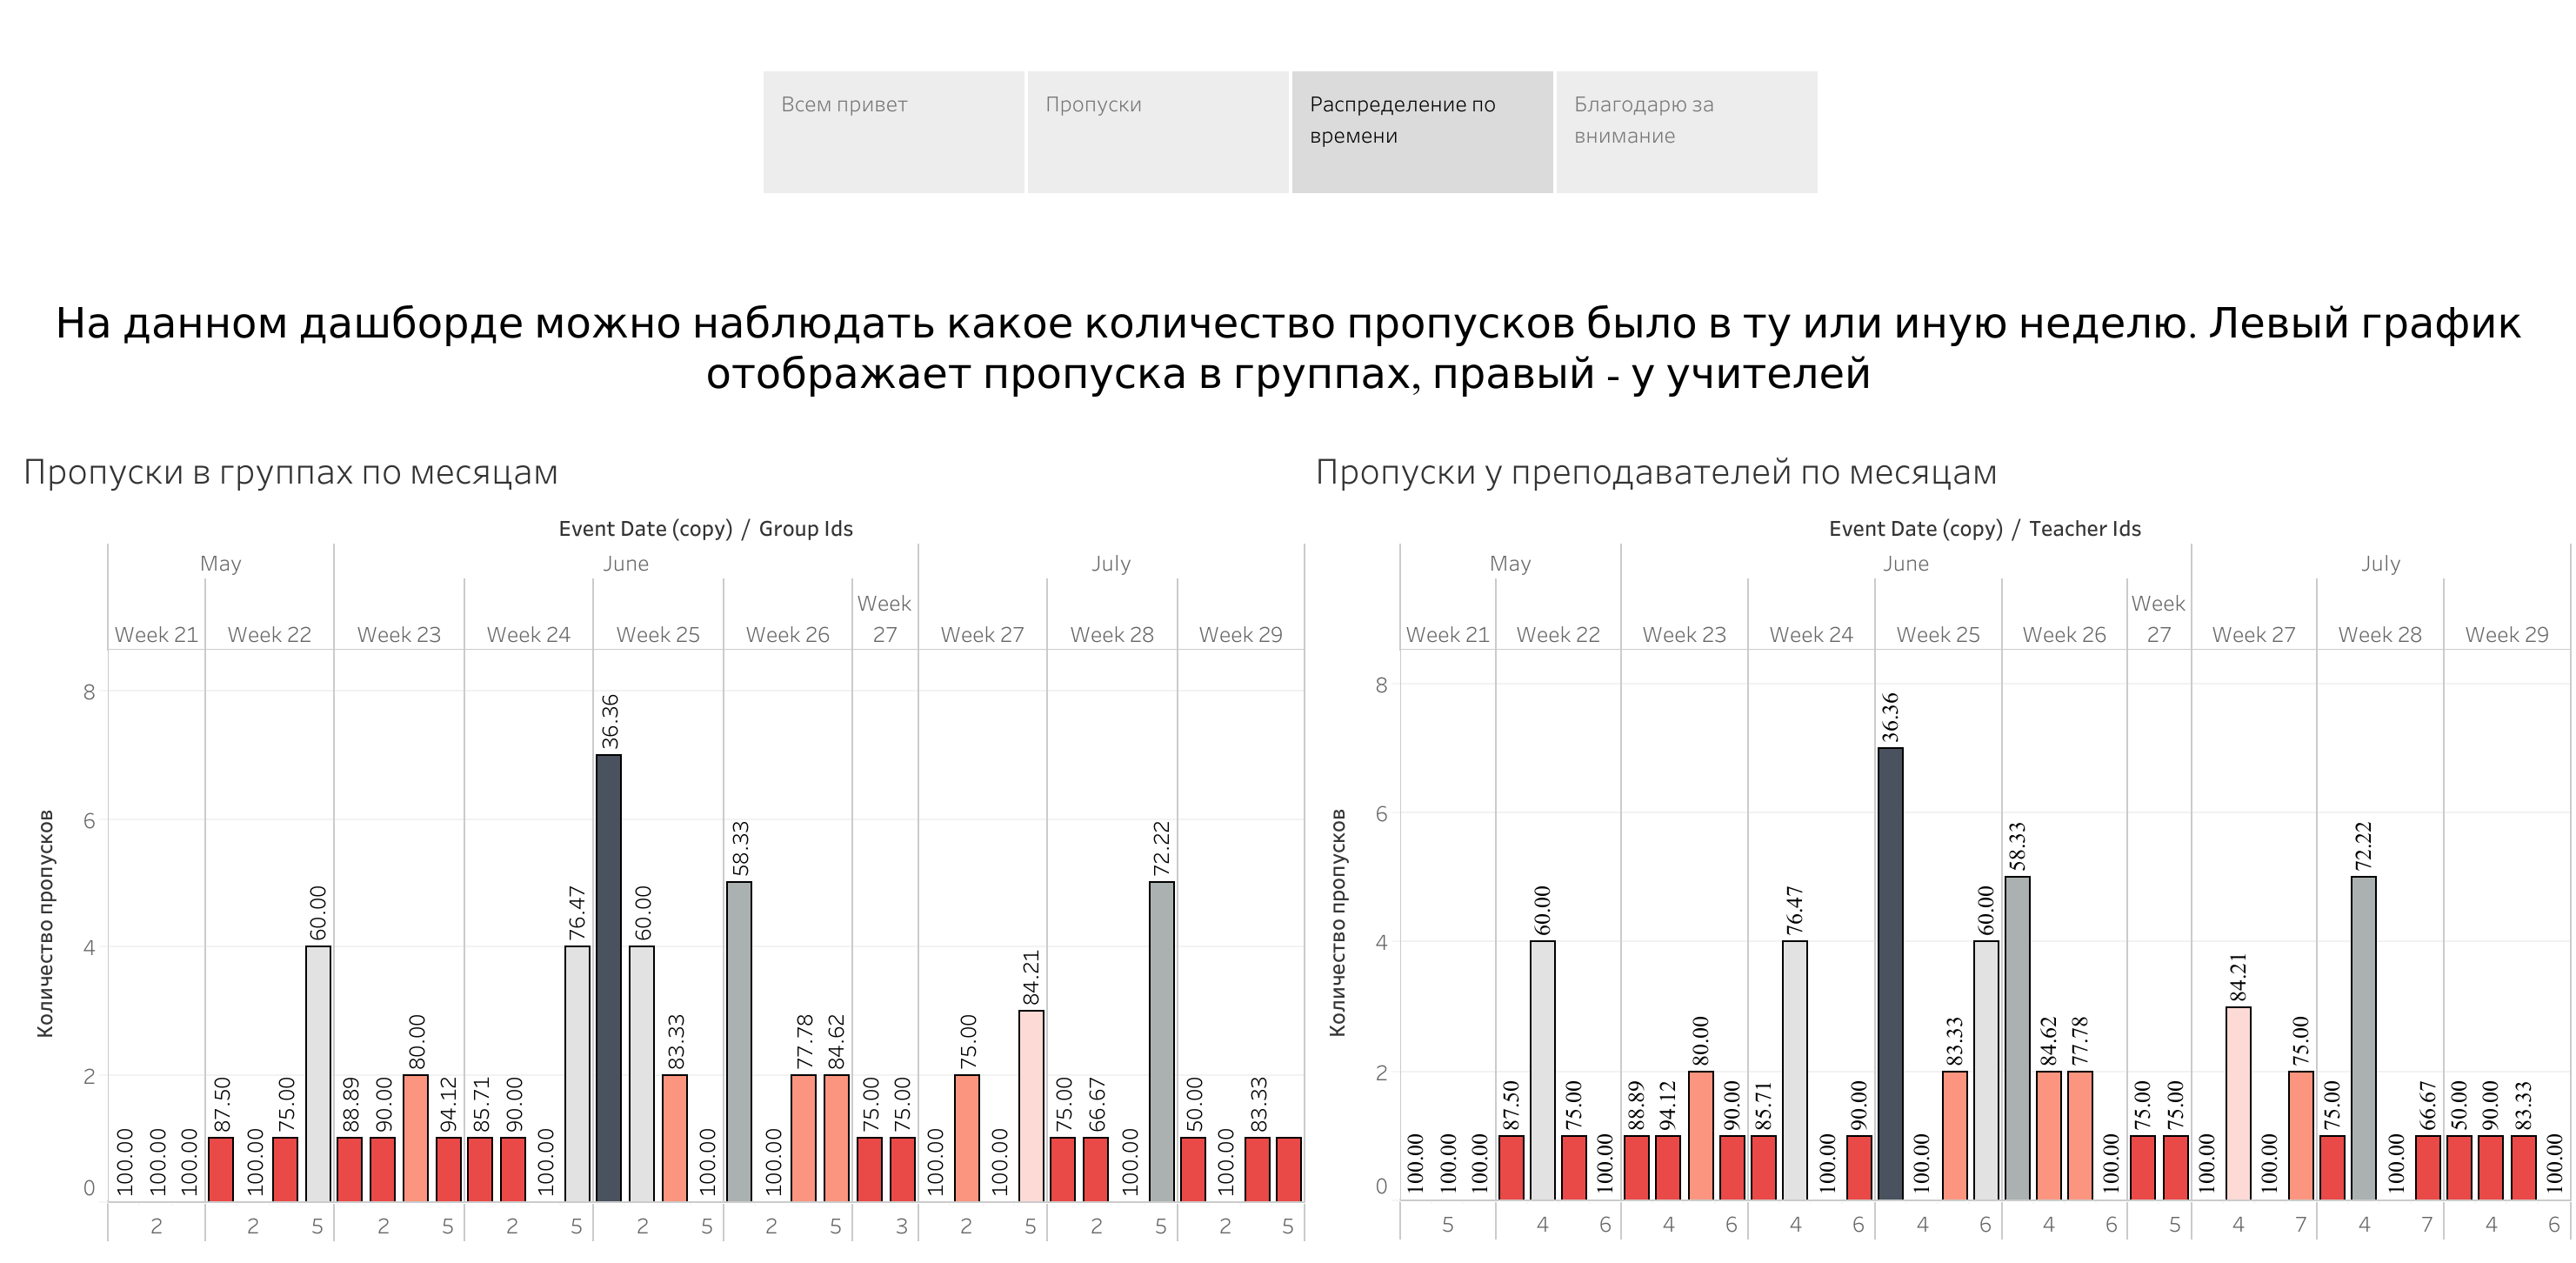 Всем привет
Пропуски
Распределение по
времени
Благодарю за
внимание
На данном дашборде можно наблюдать какое количество пропусков было в ту или иную неделю. Левый график
отображает пропуска в группах, правый - у учителей
Пропуски в группах по месяцам
Event Date (copy) / Group Ids
May June July
Week 21 Week 22 Week 23 Week 24 Week 25 Week 26 Week 27 Week 27 Week 28 Week 29
Количество пропусков
8
6
4
2
0
100.00 100.00 100.00 87.50 100.00 75.00 60.00 88.89 90.00 80.00 94.12 85.71 90.00 100.00 76.47 36.36 60.00 83.33 100.00 58.33 100.00 77.78 84.62 75.00 75.00 100.00 75.00 100.00 84.21 75.00 66.67 100.00 72.22 50.00 100.00 83.33
2 2 5 2 5 2 5 2 5 2 5 3 2 5 2 5 2 5
Пропуски у преподавателей по месяцам
Event Date (copy) / Teacher Ids
May June July
Week 21 Week 22 Week 23 Week 24 Week 25 Week 26 Week 27 Week 27 Week 28 Week 29
Количество пропусков
8
6
4
2
0
100.00 100.00 100.00 87.50 60.00 75.00 100.00 88.89 94.12 80.00 90.00 85.71 76.47 100.00 90.00 36.36 100.00 83.33 60.00 58.33 84.62 77.78 100.00 75.00 75.00 100.00 84.21 100.00 75.00 75.00 72.22 100.00 66.67 50.00 90.00 83.33 100.00
5 4 6 4 6 4 6 4 6 4 6 5 4 7 4 7 4 6